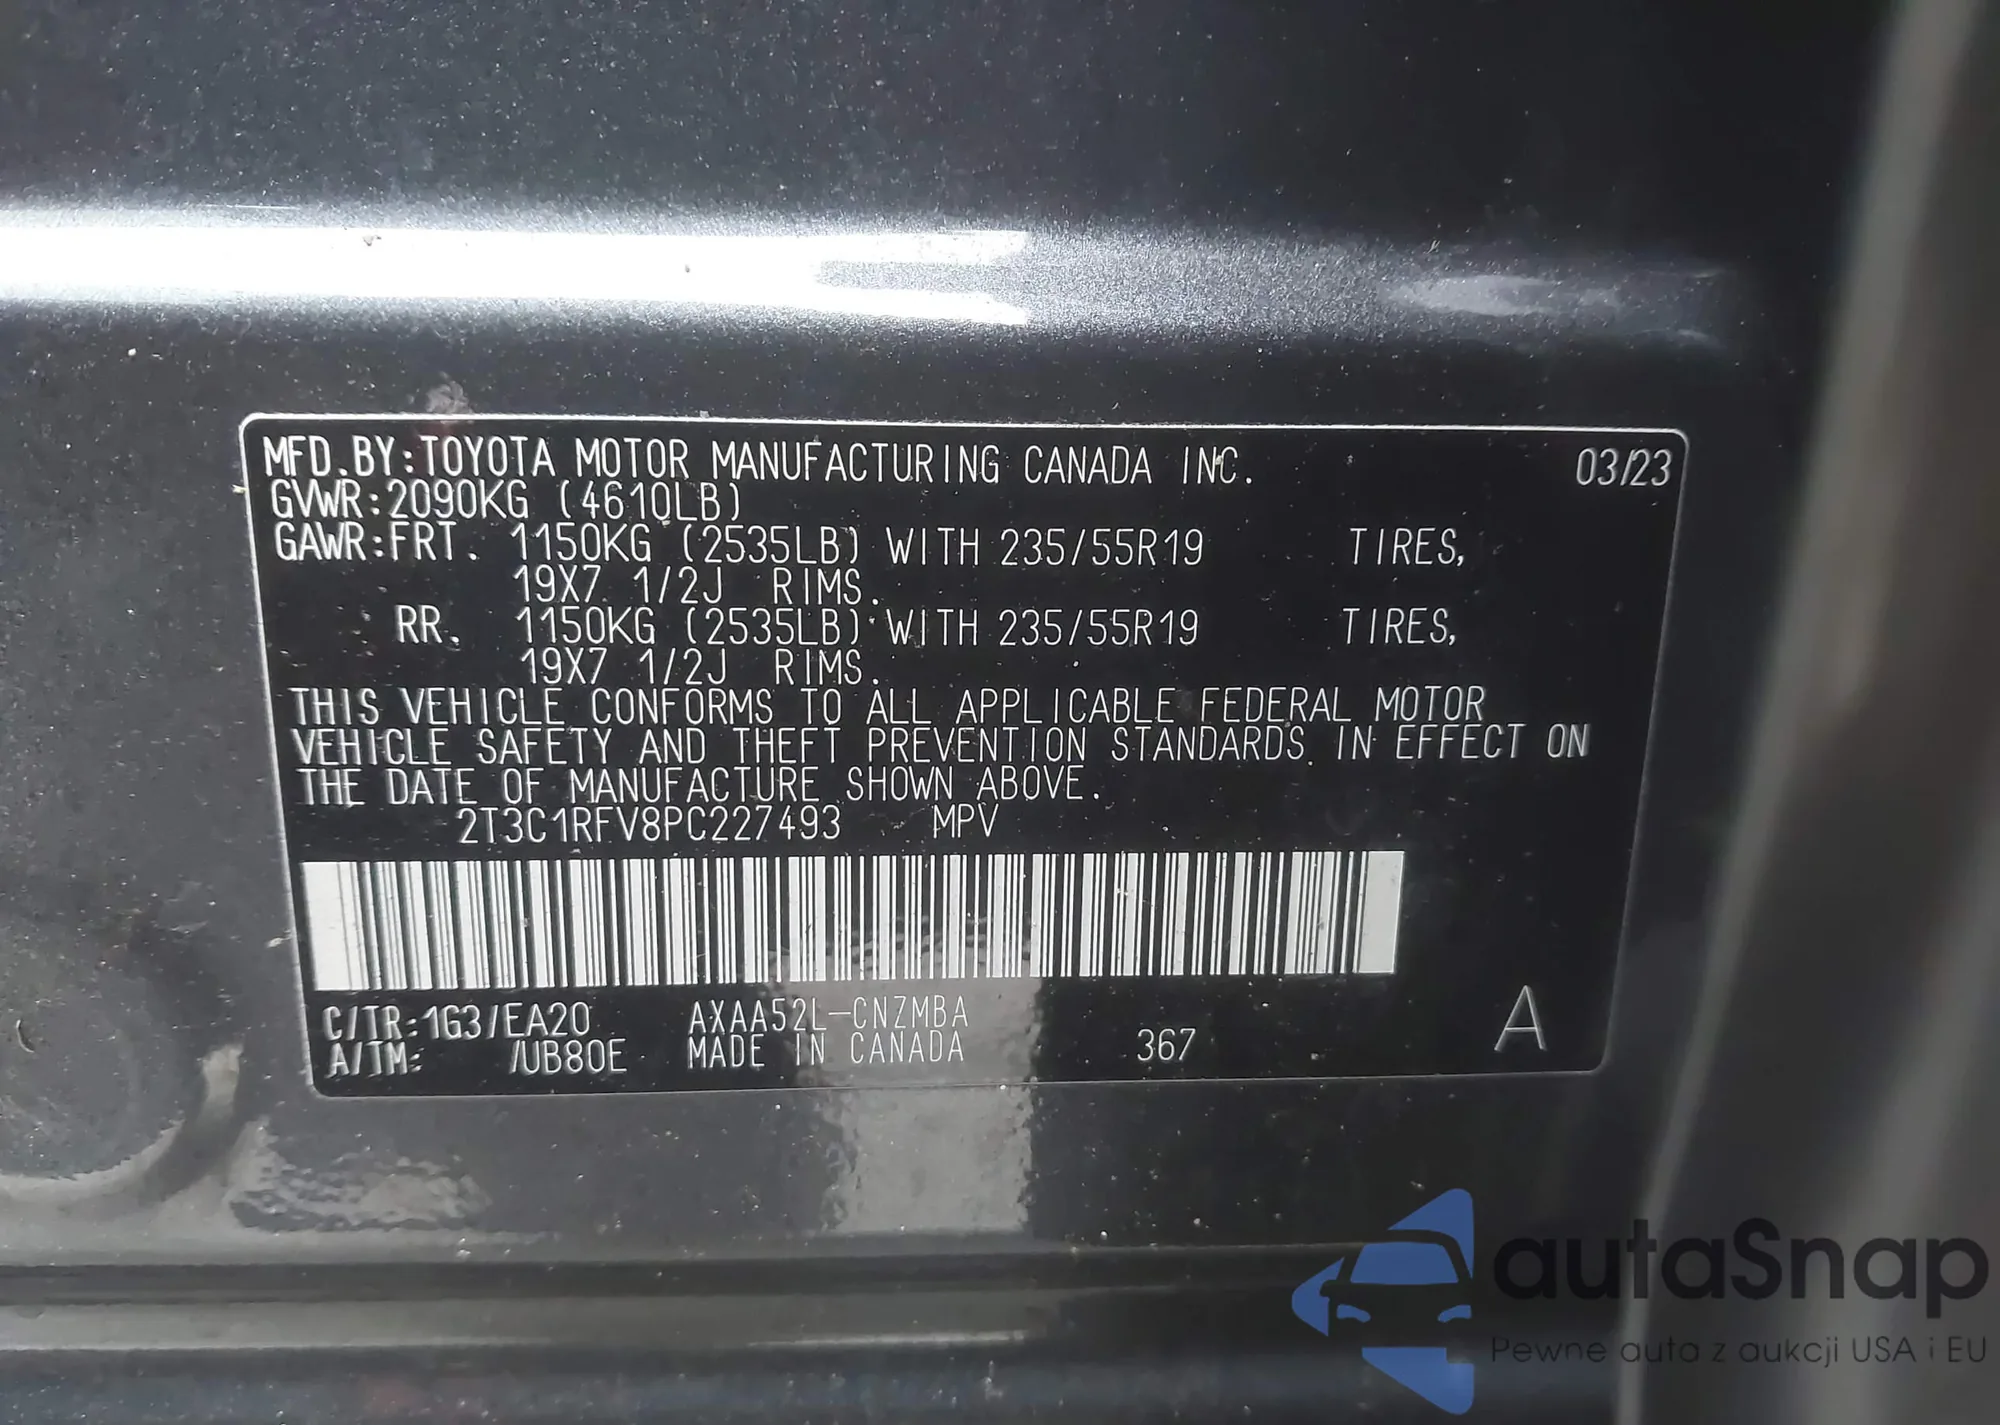 MFD.BY:TOYOTA MOTOR MANUFACTURING CANADA INC. 03/23
GVWR:2090KG (4610LB)
GAWR:FRT. 1150KG (2535LB) WITH 235/55R19 TIRES,
19X7 1/2J RIMS.
RR. 1150KG (2535LB) WITH 235/55R19 TIRES,
19X7 1/2J RIMS.
THIS VEHICLE CONFORMS TO ALL APPLICABLE FEDERAL MOTOR
VEHICLE SAFETY AND THEFT PREVENTION STANDARDS IN EFFECT ON
THE DATE OF MANUFACTURE SHOWN ABOVE.
2T3C1RFV8PC227493 MPV
C/TR:1G3/EA20 AXAA52L-CNZMBA
A/TM: /UB80E MADE IN CANADA 367 A
autaSnap
Pewne auta z aukcji USA i EU